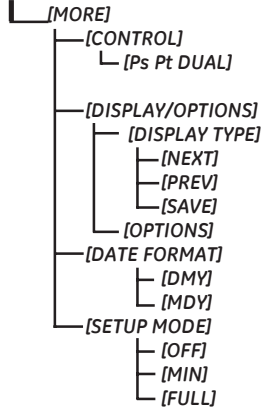 [MORE]
[CONTROL]
[Ps Pt DUAL]
[DISPLAY/OPTIONS]
[DISPLAY TYPE]
[NEXT]
[PREV]
[SAVE]
[OPTIONS]
[DATE FORMAT]
[DMY]
[MDY]
[SETUP MODE]
[OFF]
[MIN]
[FULL]